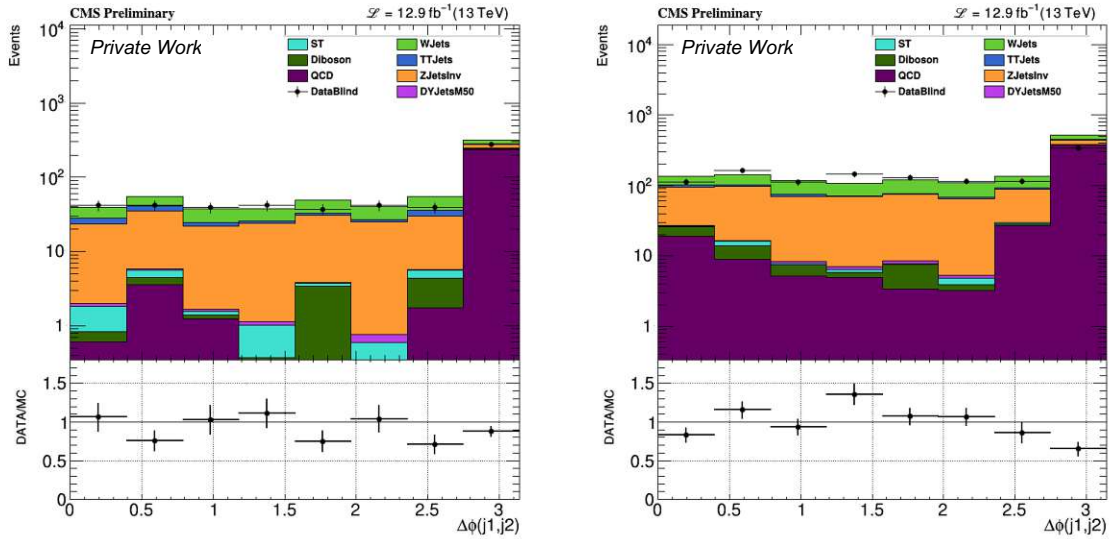 CMS Preliminary ℒ = 12.9 fb⁻¹ (13 TeV)
Events
10⁴
10³
10²
10
1
Private Work
ST
Diboson
QCD
DataBlind
WJets
TTJets
ZJetsInv
DYJetsM50
DATA/MC
1.5
1
0.5
0
0 0.5 1 1.5 2 2.5 3
Δϕ(j1,j2)
CMS Preliminary ℒ = 12.9 fb⁻¹ (13 TeV)
Events
10⁴
10³
10²
10
1
Private Work
ST
Diboson
QCD
DataBlind
WJets
TTJets
ZJetsInv
DYJetsM50
DATA/MC
1.5
1
0.5
0
0 0.5 1 1.5 2 2.5 3
Δϕ(j1,j2)